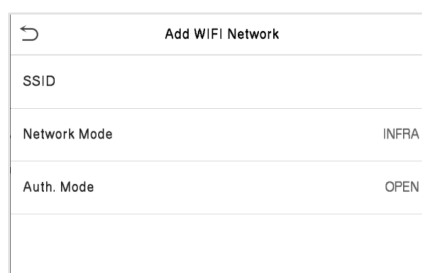 Add WIFI Network
SSID
Network Mode INFRA
Auth. Mode OPEN